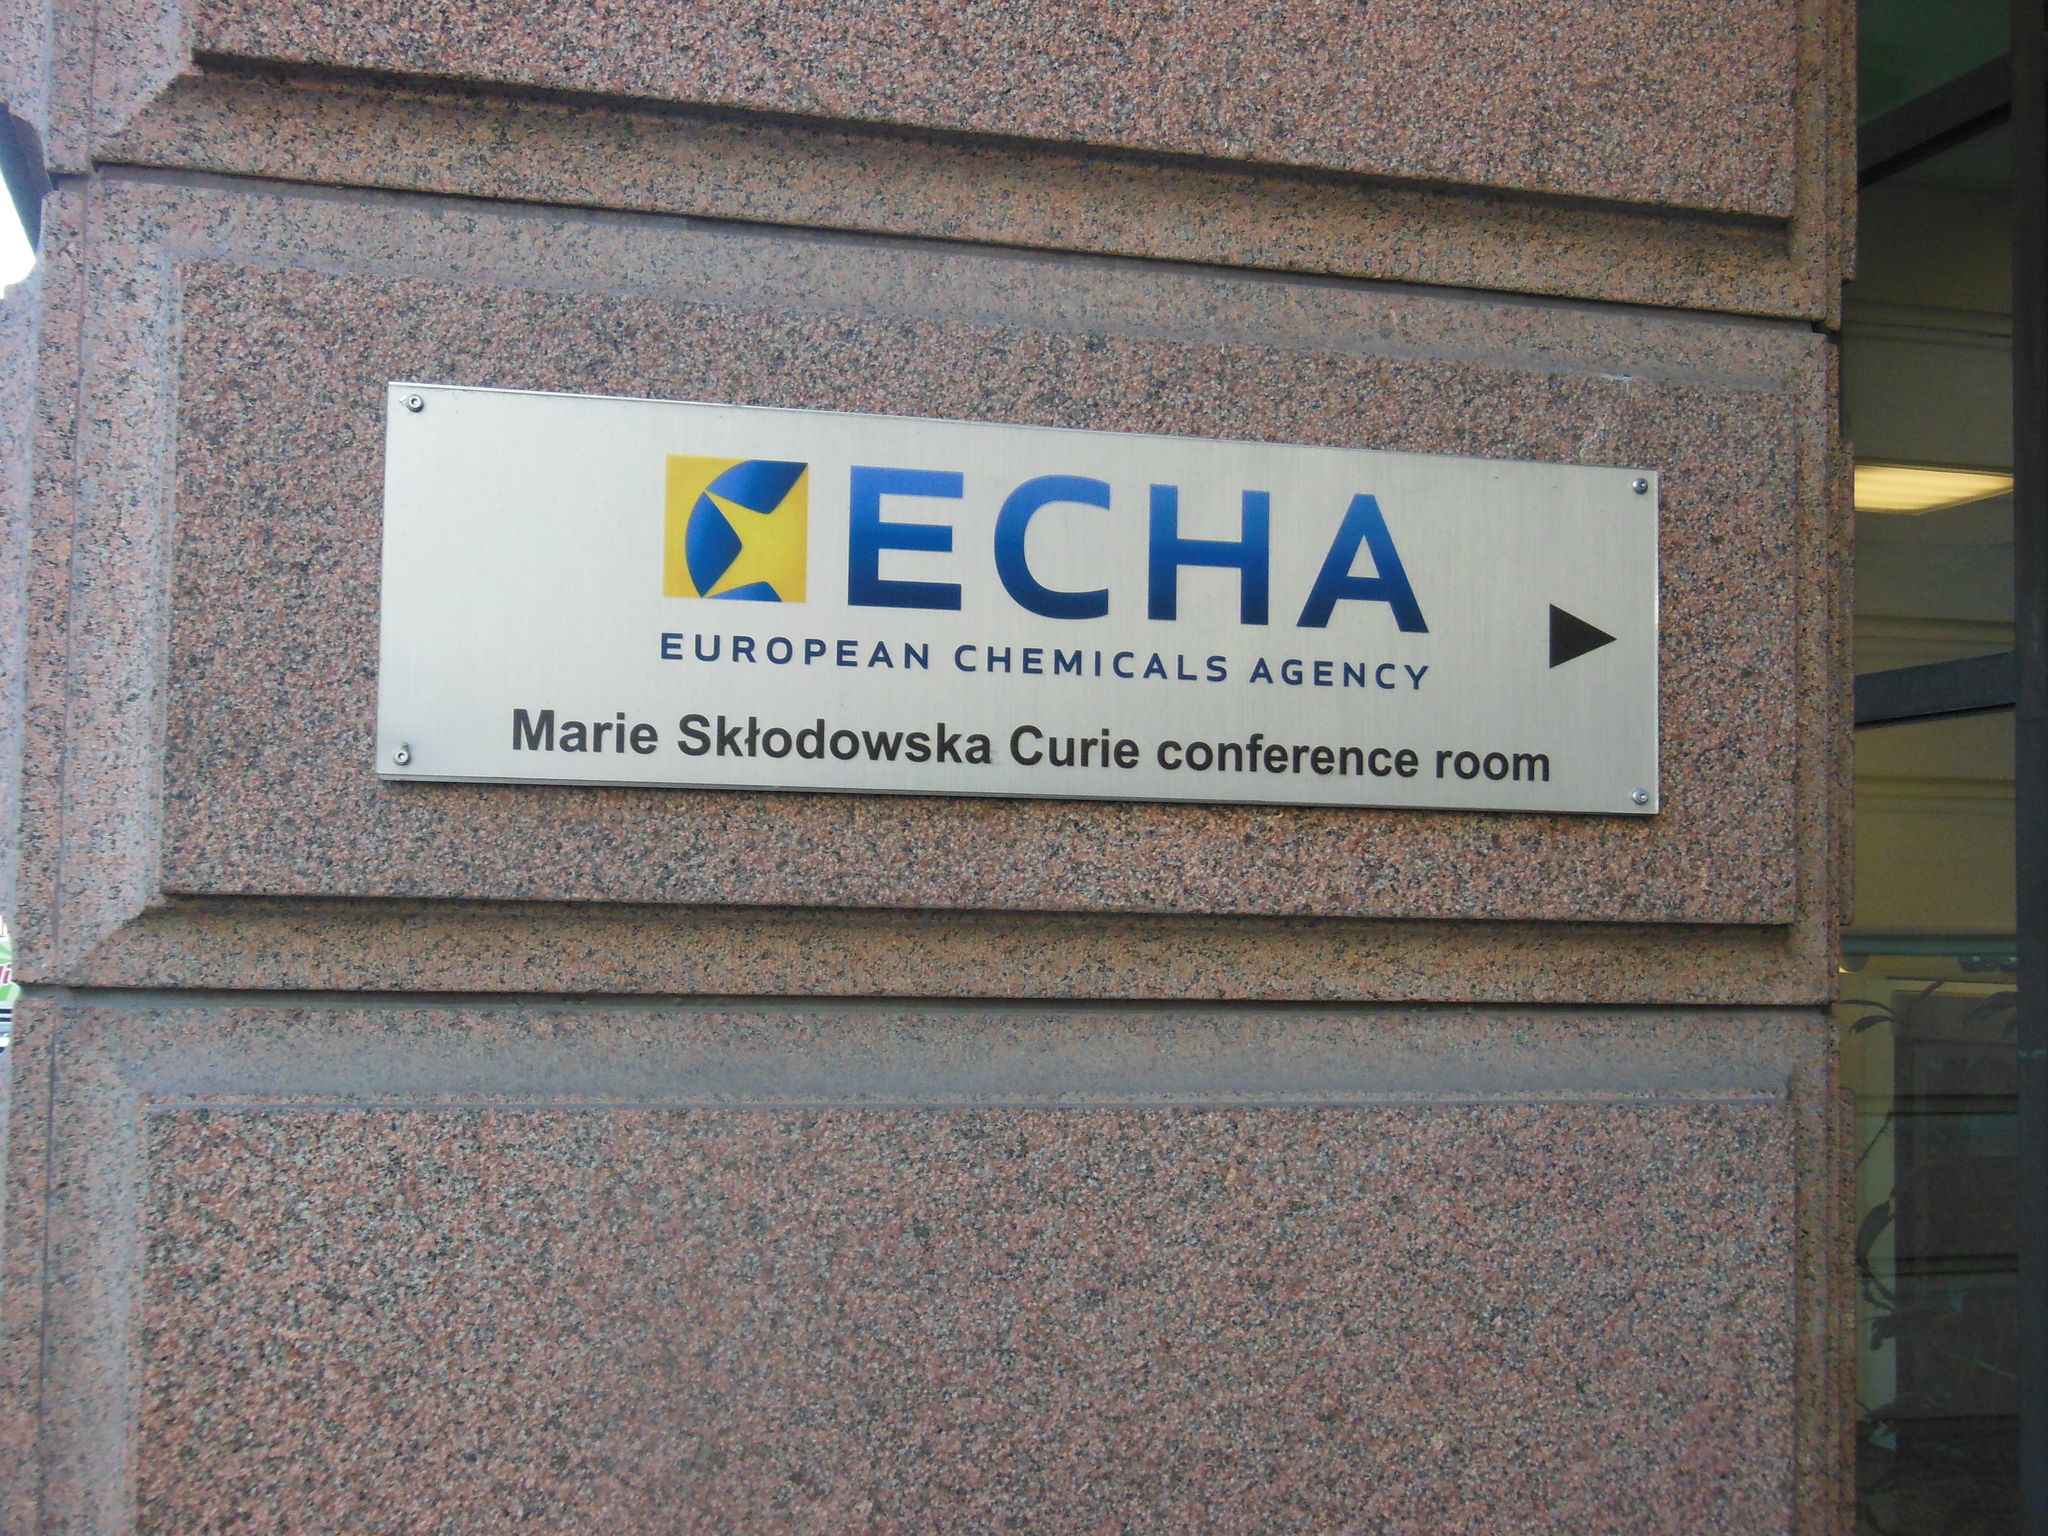 ECHA
EUROPEAN CHEMICALS AGENCY
Marie Skłodowska Curie conference room